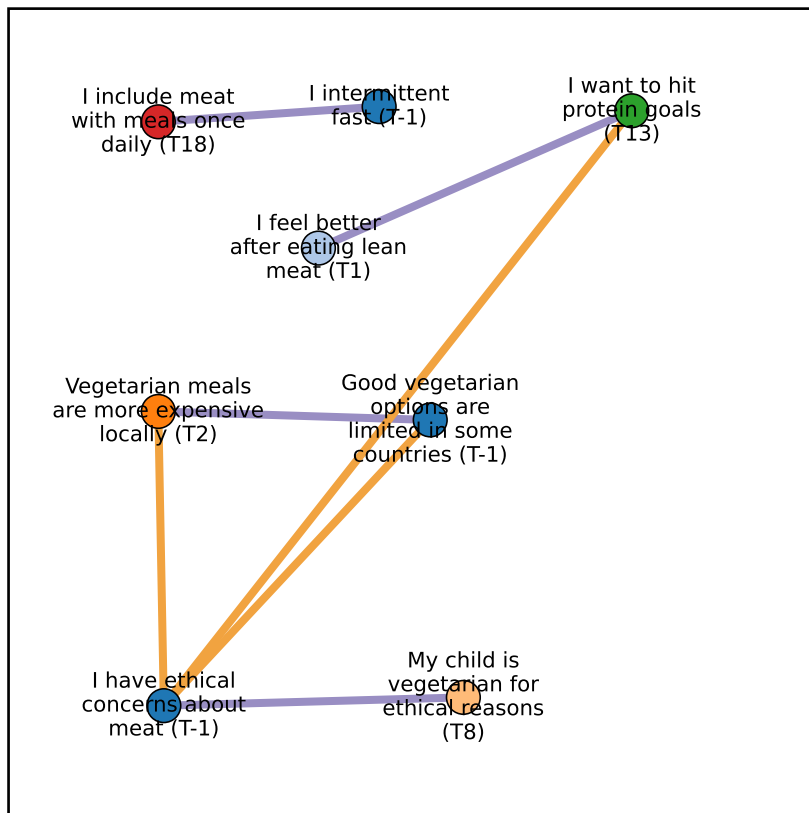 I include meat
with meals once
daily (T18)
I intermittent
fast (T-1)
I want to hit
protein goals
(T13)
I feel better
after eating lean
meat (T1)
Vegetarian meals
are more expensive
locally (T2)
Good vegetarian
options are
limited in some
countries (T-1)
I have ethical
concerns about
meat (T-1)
My child is
vegetarian for
ethical reasons
(T8)